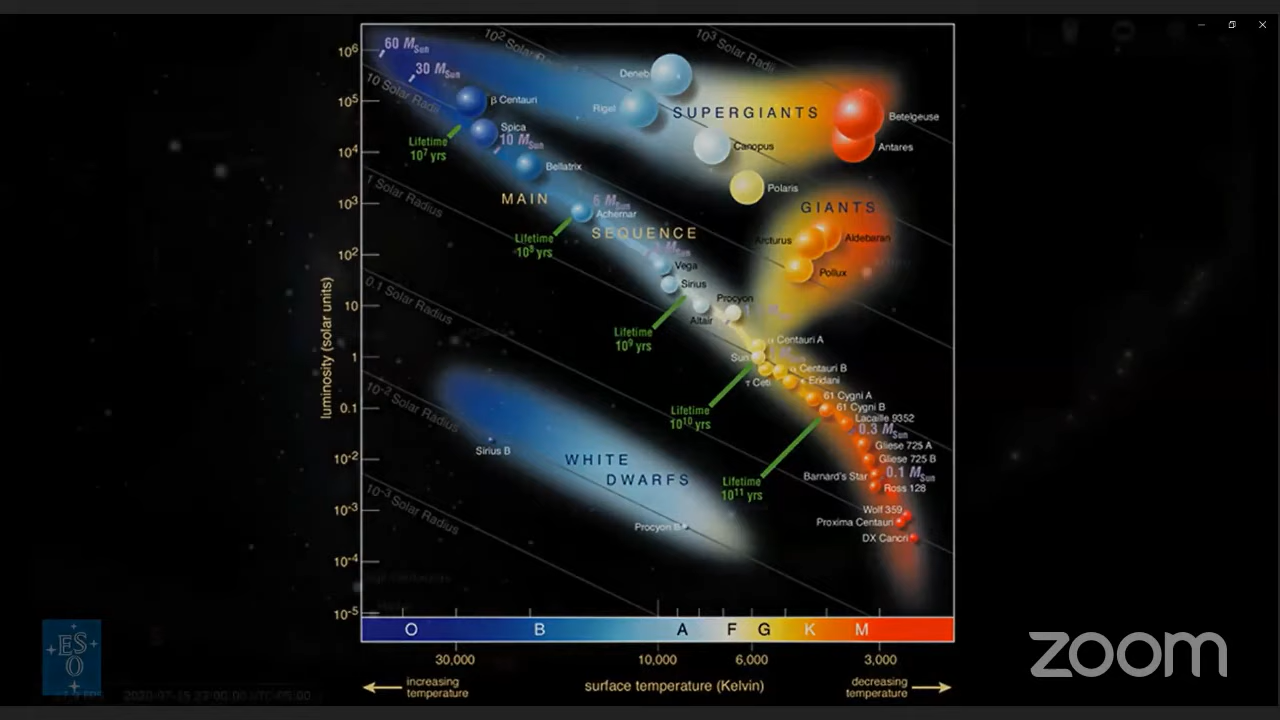 60 MSun
30 MSun
10 MSun
6 MSun
0.3 MSun
0.1 MSun
10² Solar Radii
10³ Solar Radii
10 Solar Radii
1 Solar Radius
0.1 Solar Radius
10⁻² Solar Radius
10⁻³ Solar Radius
luminosity (solar units)
10⁶
10⁵
10⁴
10³
10²
10
1
0.1
10⁻²
10⁻³
10⁻⁴
10⁻⁵
SUPERGIANTS
Deneb
Rigel
Betelgeuse
Antares
Canopus
Polaris
GIANTS
Arcturus
Aldebaran
Pollux
MAIN
SEQUENCE
β Centauri
Spica
Bellatrix
Achernar
Vega
Sirius
Altair
Procyon
α Centauri A
Sun
α Centauri B
τ Ceti
ε Eridani
61 Cygni A
61 Cygni B
Lacaille 9352
Gliese 725 A
Gliese 725 B
Barnard's Star
Ross 128
Wolf 359
Proxima Centauri
DX Cancri
Lifetime
10⁷ yrs
Lifetime
10⁸ yrs
Lifetime
10⁹ yrs
Lifetime
10¹⁰ yrs
Lifetime
10¹¹ yrs
WHITE
DWARFS
Sirius B
Procyon B
O B A F G K M
30,000 10,000 6,000 3,000
increasing
temperature
surface temperature (Kelvin)
decreasing
temperature
ES
O
zoom